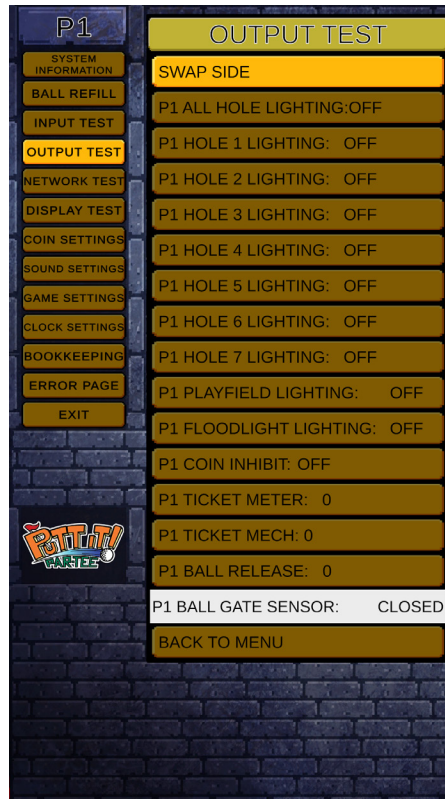 P1
SYSTEM
INFORMATION
BALL REFILL
INPUT TEST
OUTPUT TEST
NETWORK TEST
DISPLAY TEST
COIN SETTINGS
SOUND SETTINGS
GAME SETTINGS
CLOCK SETTINGS
BOOKKEEPING
ERROR PAGE
EXIT
PUTT IT!
PAR-TEE
OUTPUT TEST
SWAP SIDE
P1 ALL HOLE LIGHTING:OFF
P1 HOLE 1 LIGHTING: OFF
P1 HOLE 2 LIGHTING: OFF
P1 HOLE 3 LIGHTING: OFF
P1 HOLE 4 LIGHTING: OFF
P1 HOLE 5 LIGHTING: OFF
P1 HOLE 6 LIGHTING: OFF
P1 HOLE 7 LIGHTING: OFF
P1 PLAYFIELD LIGHTING: OFF
P1 FLOODLIGHT LIGHTING: OFF
P1 COIN INHIBIT: OFF
P1 TICKET METER: 0
P1 TICKET MECH: 0
P1 BALL RELEASE: 0
P1 BALL GATE SENSOR: CLOSED
BACK TO MENU